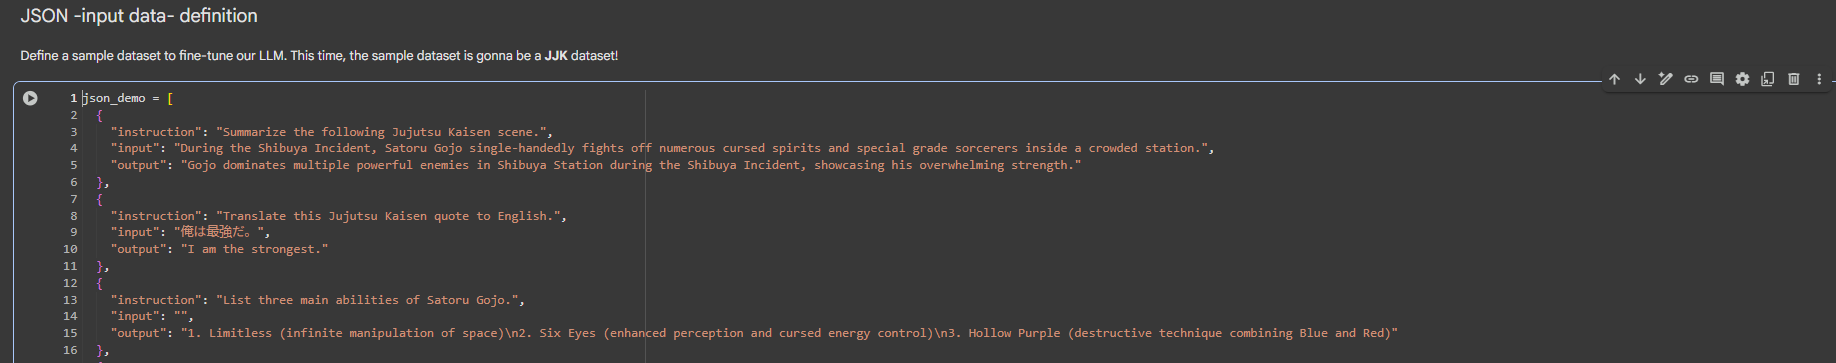 JSON -input data- definition
Define a sample dataset to fine-tune our LLM. This time, the sample dataset is gonna be a JJK dataset!
1 json_demo = [
2 {
3 "instruction": "Summarize the following Jujutsu Kaisen scene.",
4 "input": "During the Shibuya Incident, Satoru Gojo single-handedly fights off numerous cursed spirits and special grade sorcerers inside a crowded station.",
5 "output": "Gojo dominates multiple powerful enemies in Shibuya Station during the Shibuya Incident, showcasing his overwhelming strength."
6 },
7 {
8 "instruction": "Translate this Jujutsu Kaisen quote to English.",
9 "input": "俺は最強だ。",
10 "output": "I am the strongest."
11 },
12 {
13 "instruction": "List three main abilities of Satoru Gojo.",
14 "input": "",
15 "output": "1. Limitless (infinite manipulation of space)\n2. Six Eyes (enhanced perception and cursed energy control)\n3. Hollow Purple (destructive technique combining Blue and Red)"
16 },